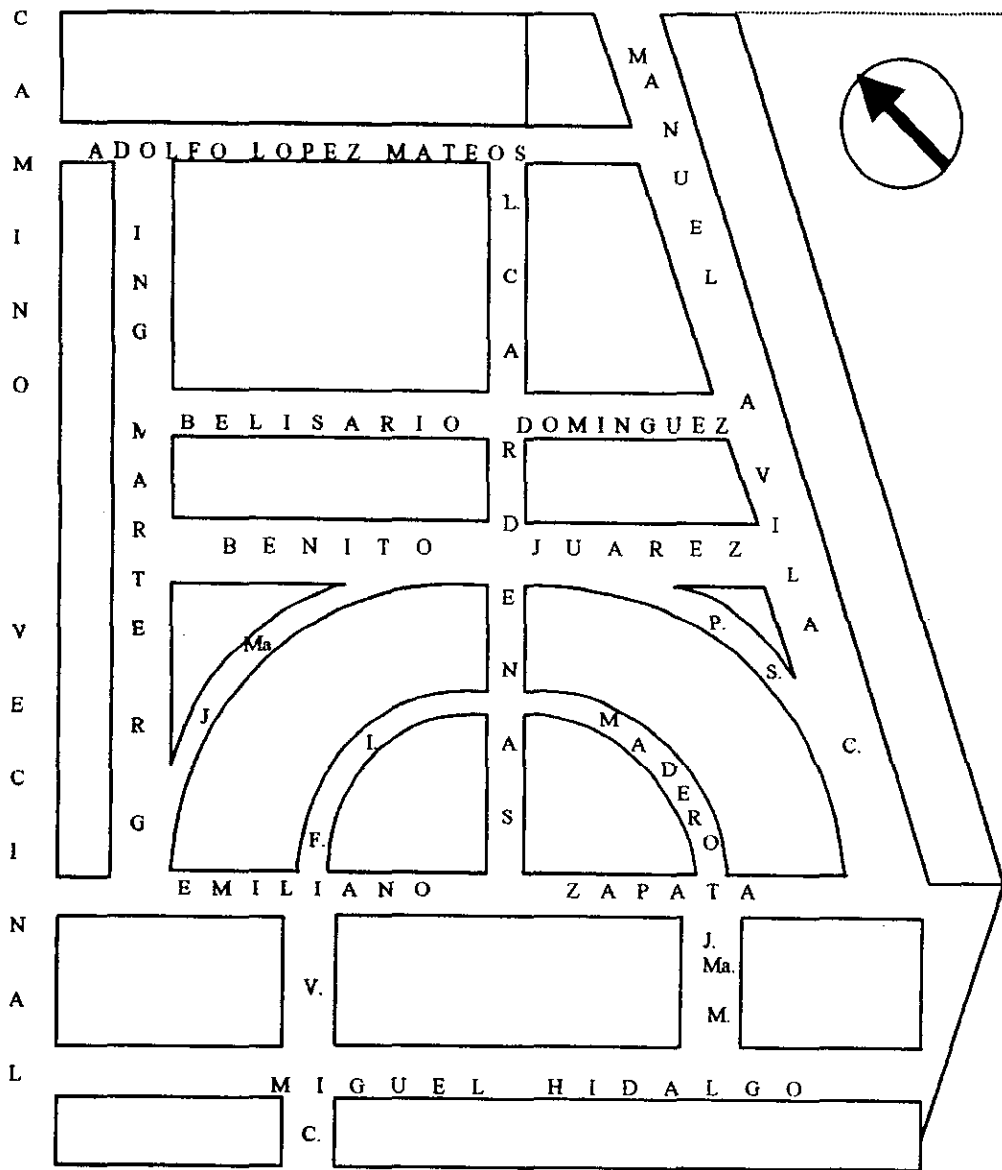 CAMINO VECINAL
ADOLFO LOPEZ MATEOS
MANUEL AVILA C.
ING MARTE R G
L. CARDENAS
BELISARIO DOMINGUEZ
BENITO JUAREZ
J Ma P. S.
F. I. MADERO
EMILIANO ZAPATA
V. C.
J. Ma. M.
MIGUEL HIDALGO